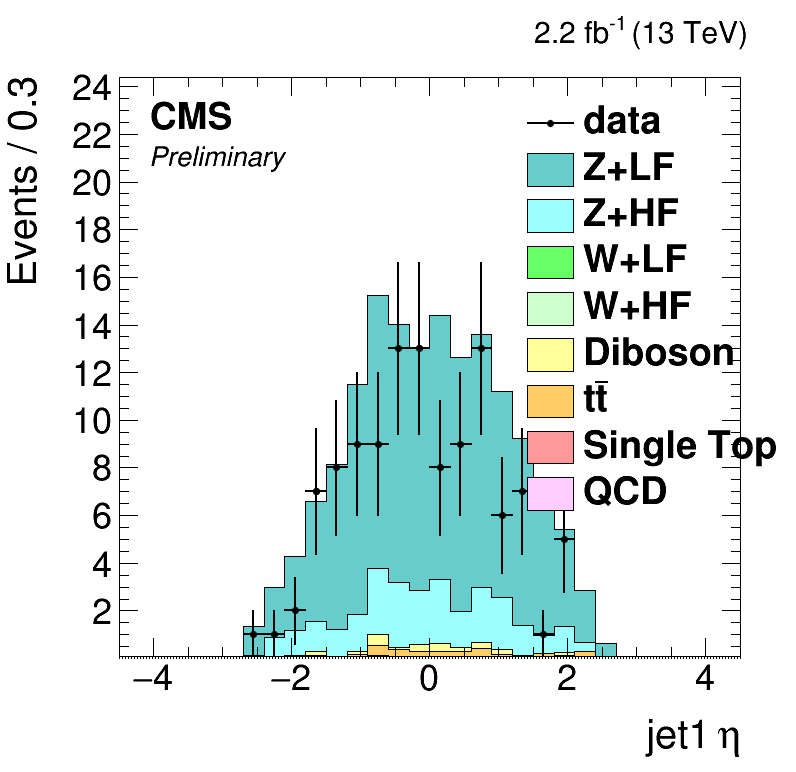 2.2 fb⁻¹ (13 TeV)
Events / 0.3
CMS
Preliminary
data
Z+LF
Z+HF
W+LF
W+HF
Diboson
tt̄
Single Top
QCD
24
22
20
18
16
14
12
10
8
6
4
2
−4 −2 0 2 4
jet1 η